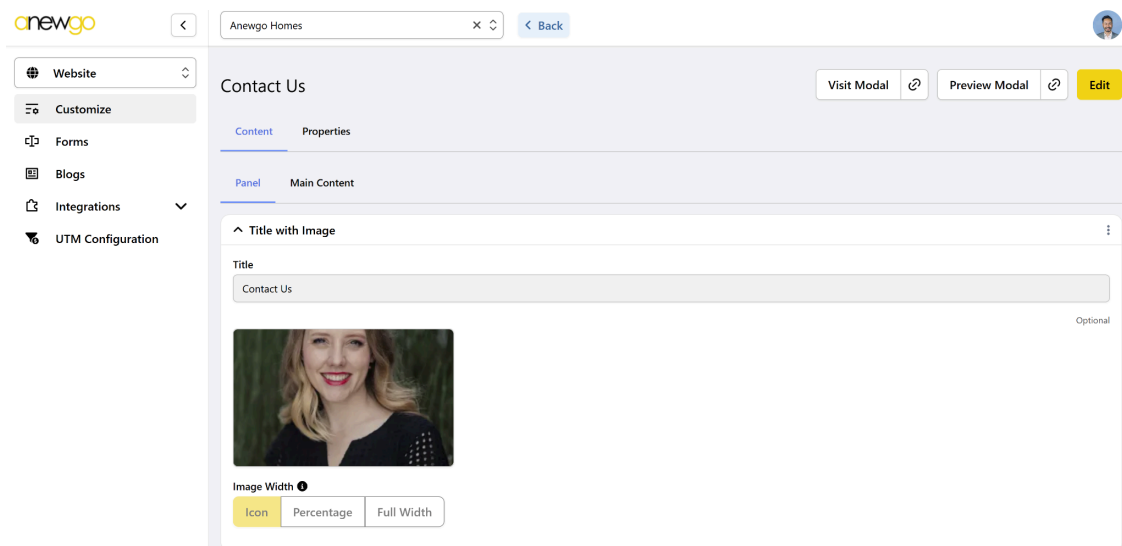 anewgo
Anewgo Homes
Back
Website
Customize
Forms
Blogs
Integrations
UTM Configuration
Contact Us
Visit Modal
Preview Modal
Edit
Content
Properties
Panel
Main Content
Title with Image
Title
Contact Us
Optional
Image Width
Icon
Percentage
Full Width